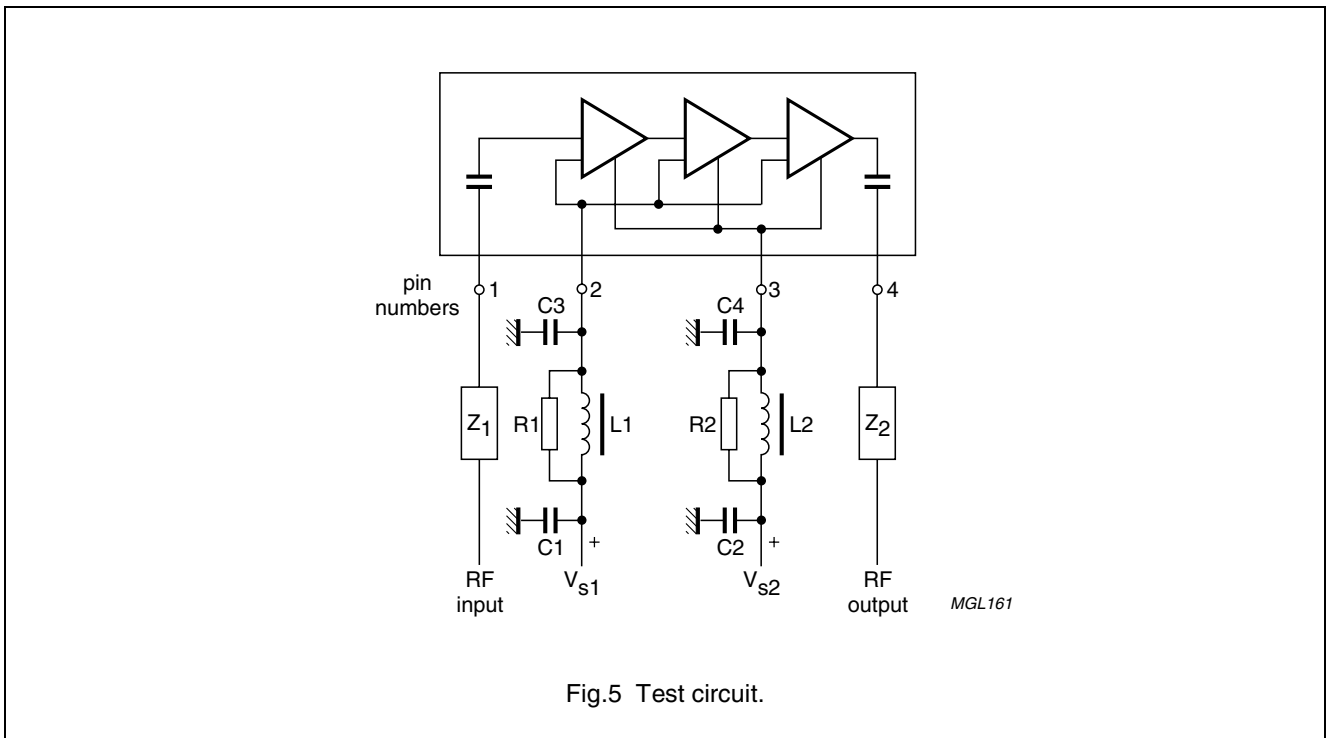 pin
numbers
1
2
3
4
C3
C4
Z1
R1
L1
R2
L2
Z2
C1
+
C2
+
RF
input
Vs1
Vs2
RF
output
MGL161
Fig.5 Test circuit.